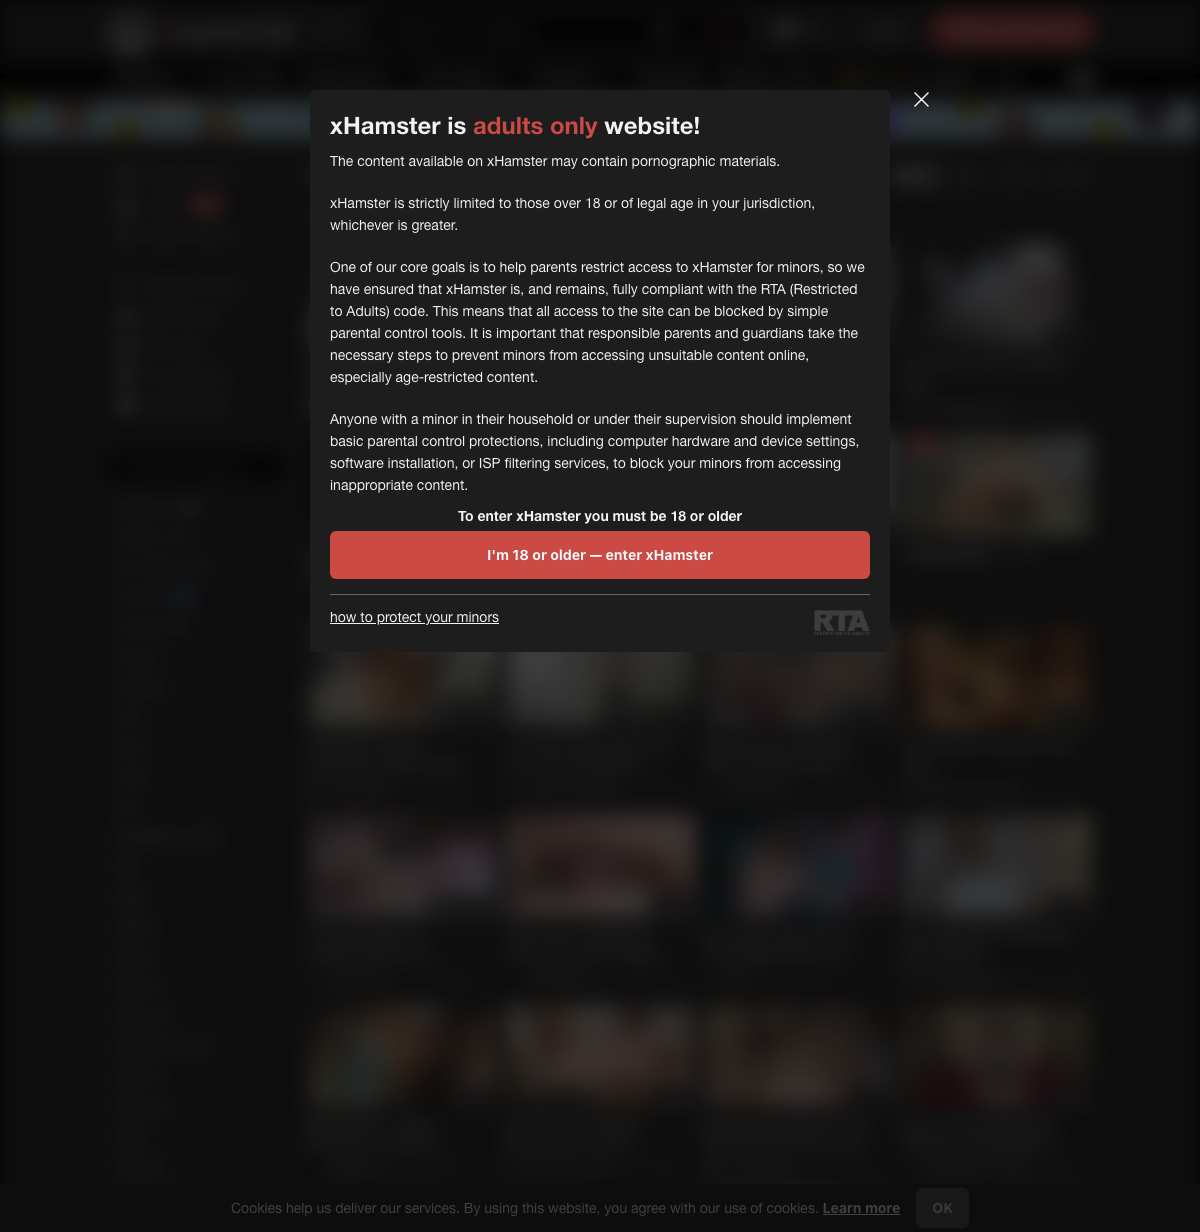 xHamster is adults only website!
The content available on xHamster may contain pornographic materials.
xHamster is strictly limited to those over 18 or of legal age in your jurisdiction,
whichever is greater.
One of our core goals is to help parents restrict access to xHamster for minors, so we
have ensured that xHamster is, and remains, fully compliant with the RTA (Restricted
to Adults) code. This means that all access to the site can be blocked by simple
parental control tools. It is important that responsible parents and guardians take the
necessary steps to prevent minors from accessing unsuitable content online,
especially age-restricted content.
Anyone with a minor in their household or under their supervision should implement
basic parental control protections, including computer hardware and device settings,
software installation, or ISP filtering services, to block your minors from accessing
inappropriate content.
To enter xHamster you must be 18 or older
I'm 18 or older — enter xHamster
how to protect your minors
RTA
Cookies help us deliver our services. By using this website, you agree with our use of cookies. Learn more
OK